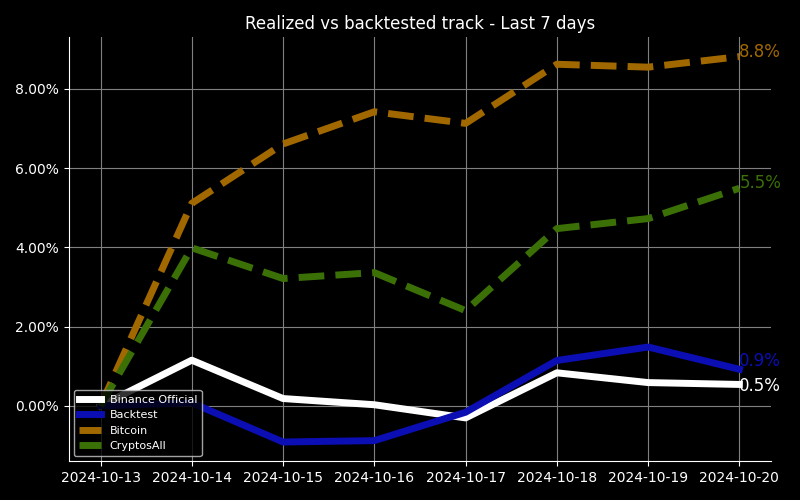 Realized vs backtested track - Last 7 days
8.8%
8.00%
6.00%
5.5%
4.00%
2.00%
0.9%
0.5%
0.00%
Binance Official
Backtest
Bitcoin
CryptosAll
2024-10-13 2024-10-14 2024-10-15 2024-10-16 2024-10-17 2024-10-18 2024-10-19 2024-10-20